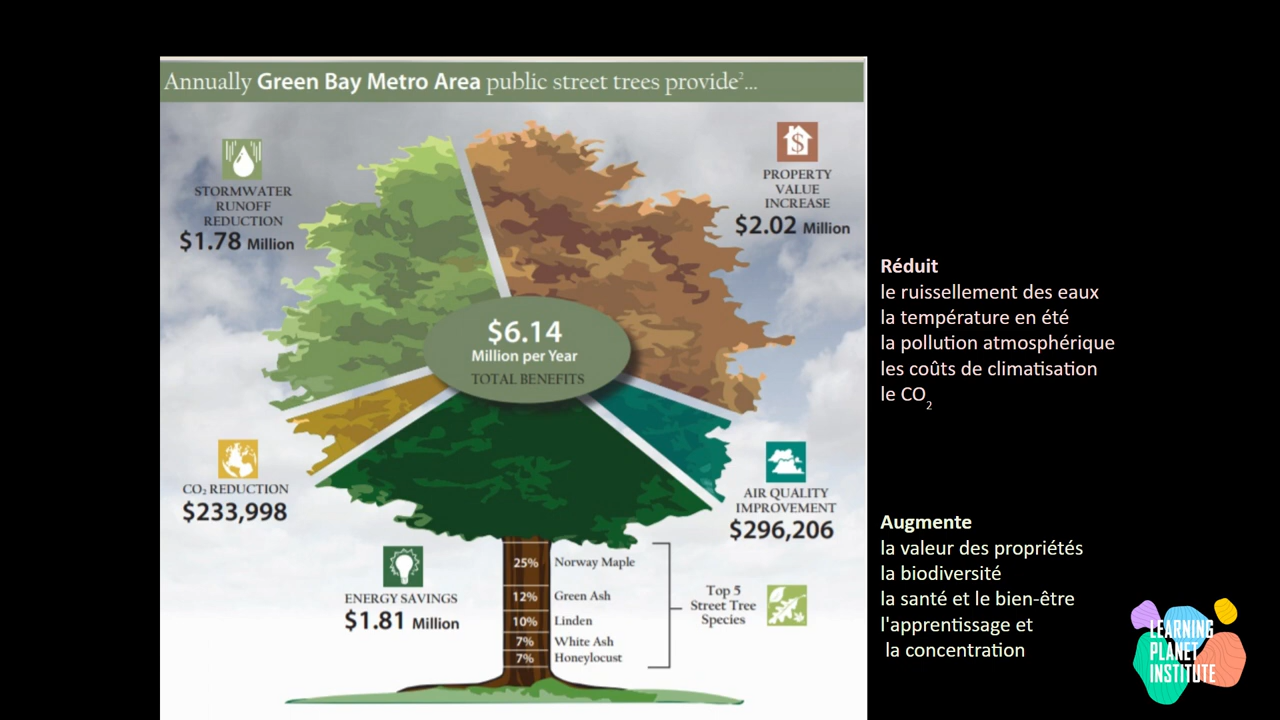 Annually Green Bay Metro Area public street trees provide²...
STORMWATER
RUNOFF
REDUCTION
$1.78 Million
PROPERTY
VALUE
INCREASE
$2.02 Million
$6.14
Million per Year
TOTAL BENEFITS
CO₂ REDUCTION
$233,998
AIR QUALITY
IMPROVEMENT
$296,206
ENERGY SAVINGS
$1.81 Million
25% Norway Maple
12% Green Ash
10% Linden
7% White Ash
7% Honeylocust
Top 5
Street Tree
Species
Réduit
le ruissellement des eaux
la température en été
la pollution atmosphérique
les coûts de climatisation
le CO₂
Augmente
la valeur des propriétés
la biodiversité
la santé et le bien-être
l'apprentissage et
la concentration
LEARNING
PLANET
INSTITUTE